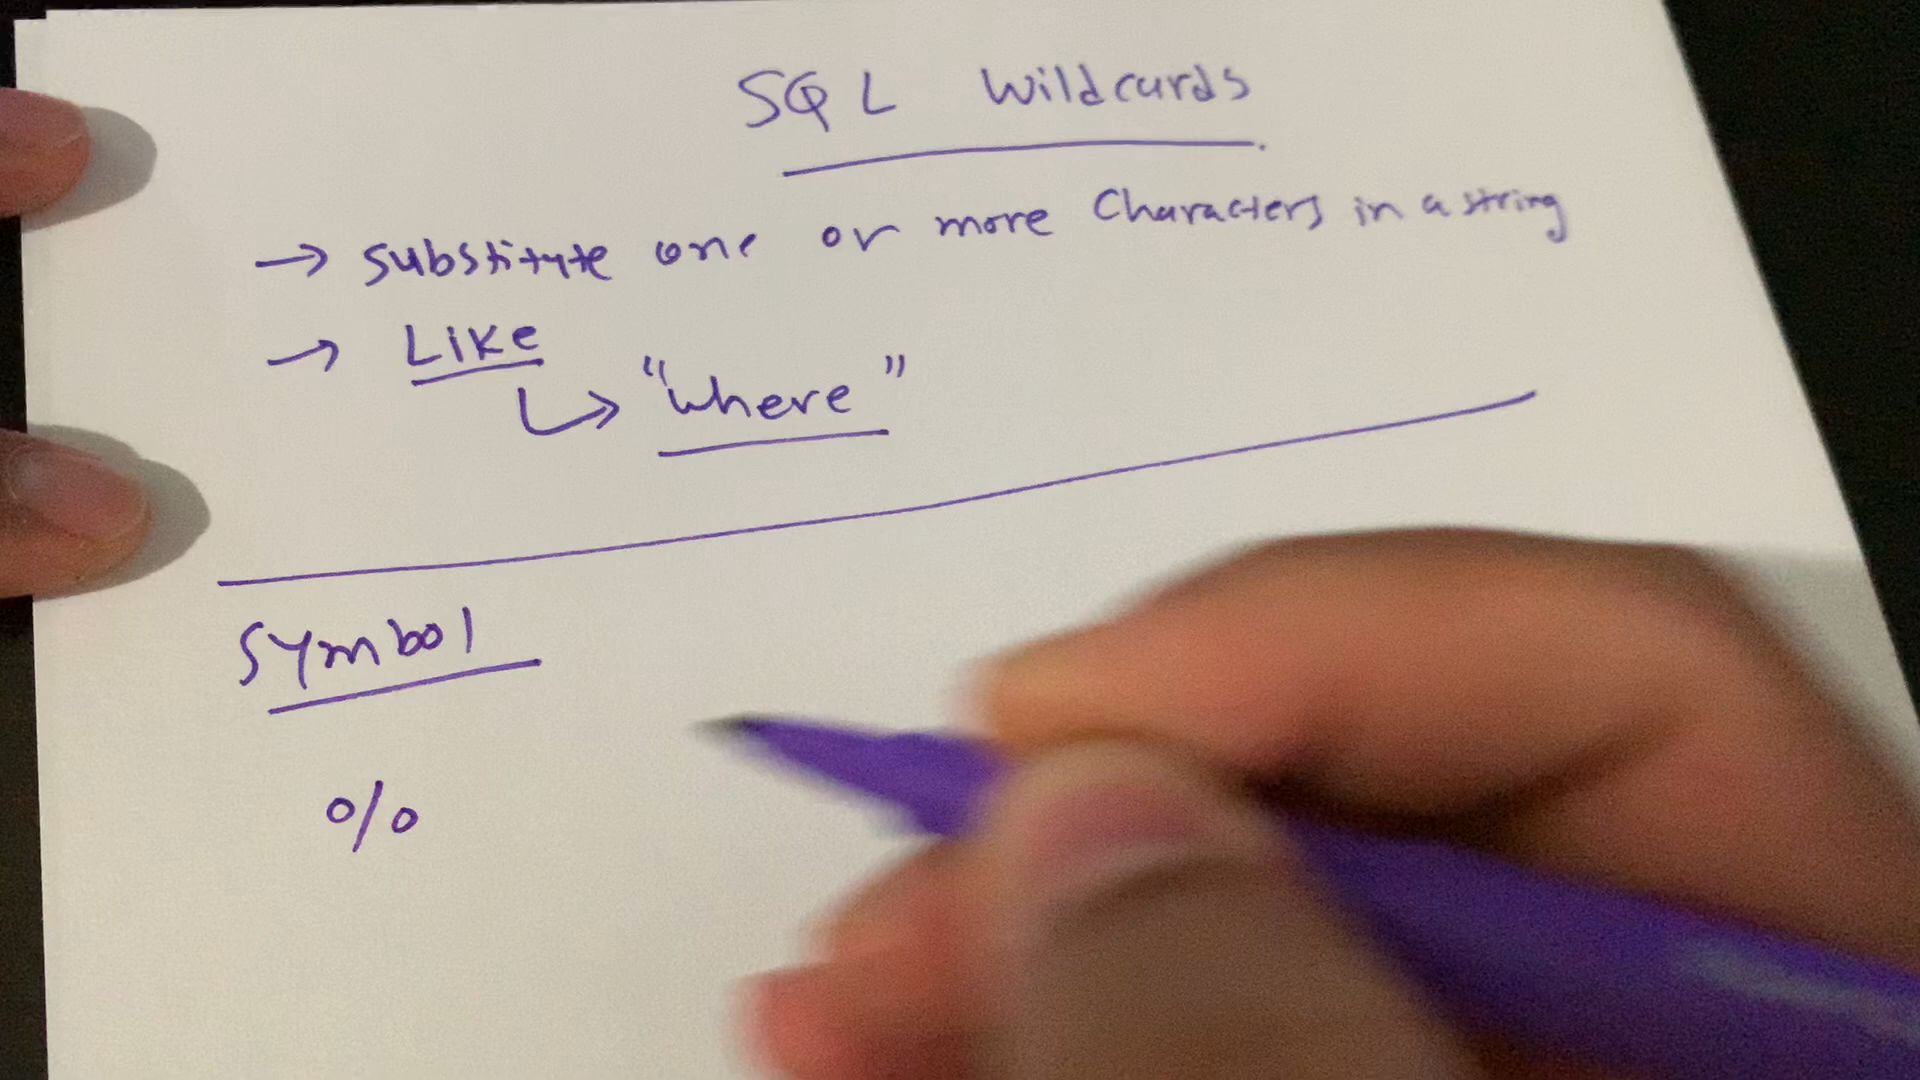 SQL Wildcards
→ substitute one or more Characters in a string
→ Like
↳ "where"
Symbol
%